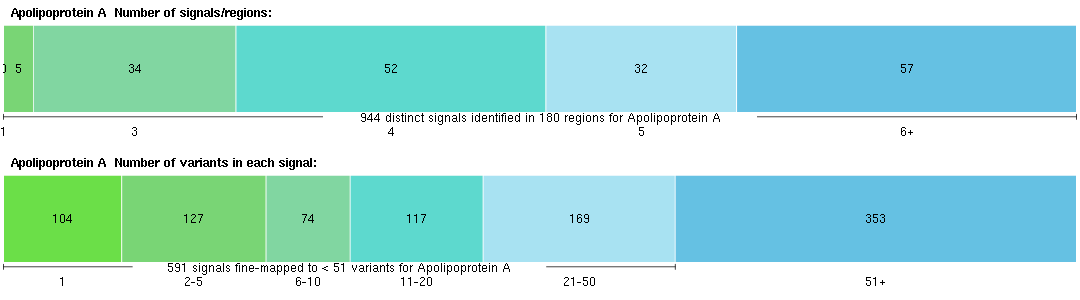 Apolipoprotein A Number of signals/regions:
5 34 52 32 57
944 distinct signals identified in 180 regions for Apolipoprotein A
1 3 4 5 6+
Apolipoprotein A Number of variants in each signal:
104 127 74 117 169 353
591 signals fine-mapped to < 51 variants for Apolipoprotein A
1 2-5 6-10 11-20 21-50 51+